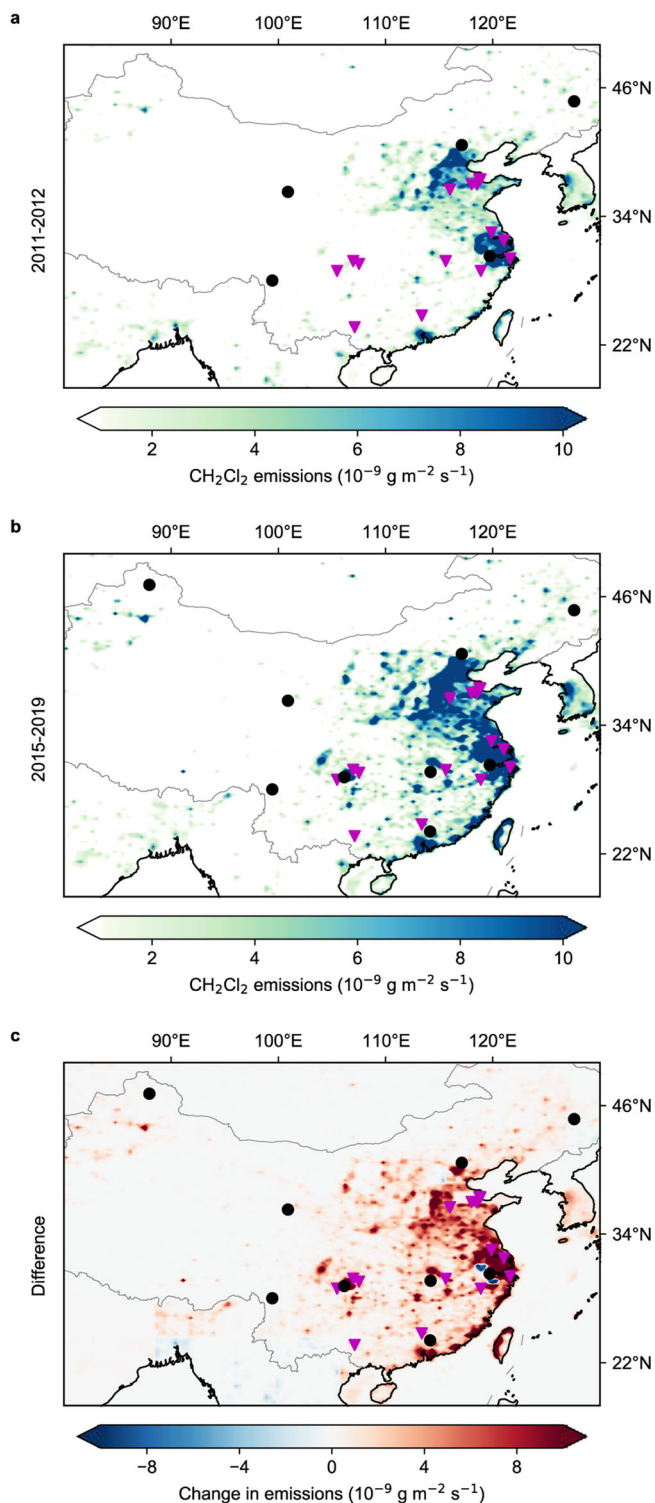 a
90°E 100°E 110°E 120°E
46°N
34°N
22°N
2011-2012
2 4 6 8 10
CH₂Cl₂ emissions (10⁻⁹ g m⁻² s⁻¹)
b
90°E 100°E 110°E 120°E
46°N
34°N
22°N
2015-2019
2 4 6 8 10
CH₂Cl₂ emissions (10⁻⁹ g m⁻² s⁻¹)
c
90°E 100°E 110°E 120°E
46°N
34°N
22°N
Difference
−8 −4 0 4 8
Change in emissions (10⁻⁹ g m⁻² s⁻¹)